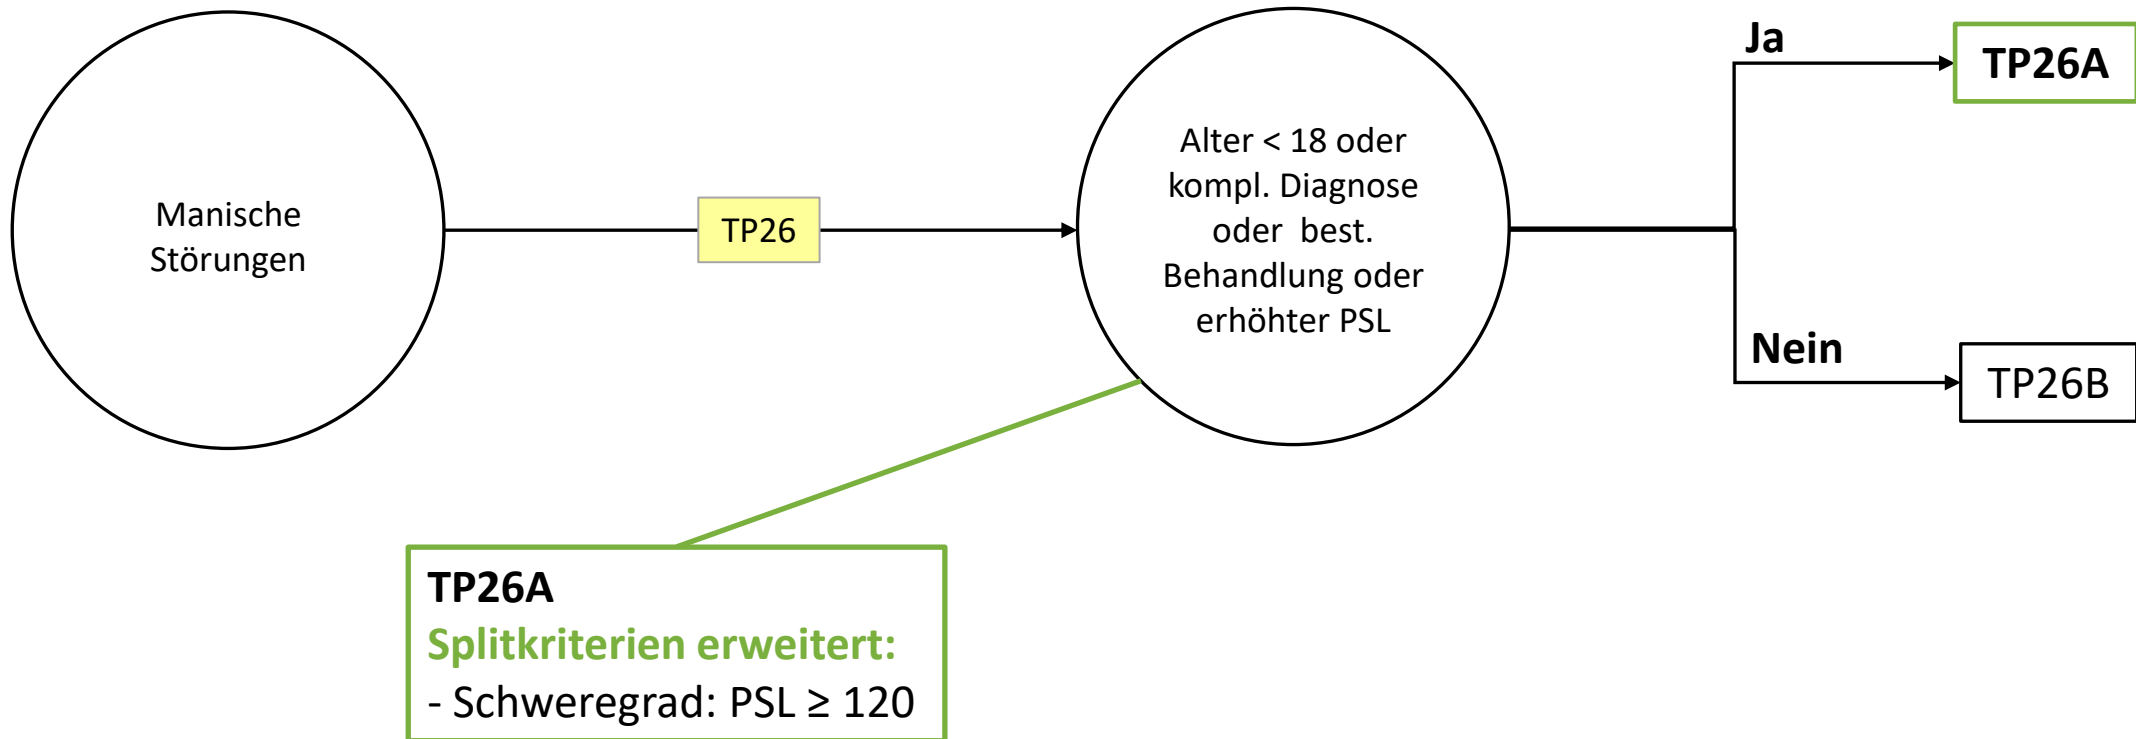 Manische
Störungen
TP26
Alter < 18 oder
kompl. Diagnose
oder best.
Behandlung oder
erhöhter PSL
Ja
TP26A
Nein
TP26B
TP26A
Splitkriterien erweitert:
- Schweregrad: PSL ≥ 120